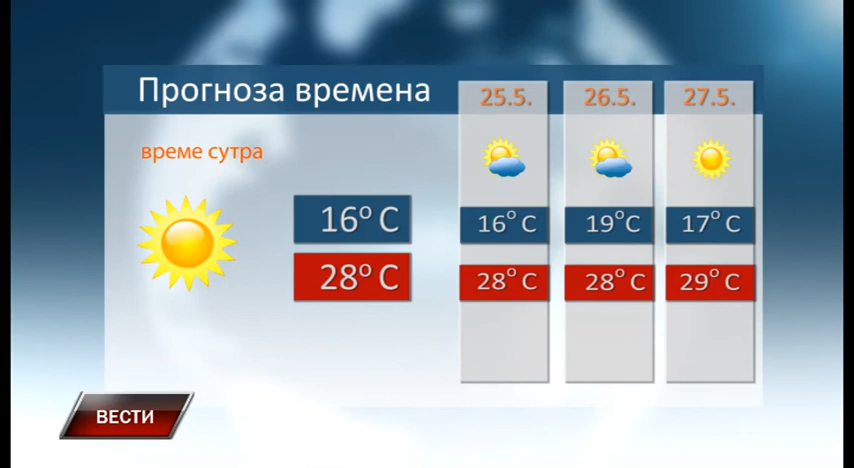 Прогноза времена
време сутра
16° C
28° C
25.5. 26.5. 27.5.
16° C 19°C 17° C
28° C 28° C 29° C
ВЕСТИ